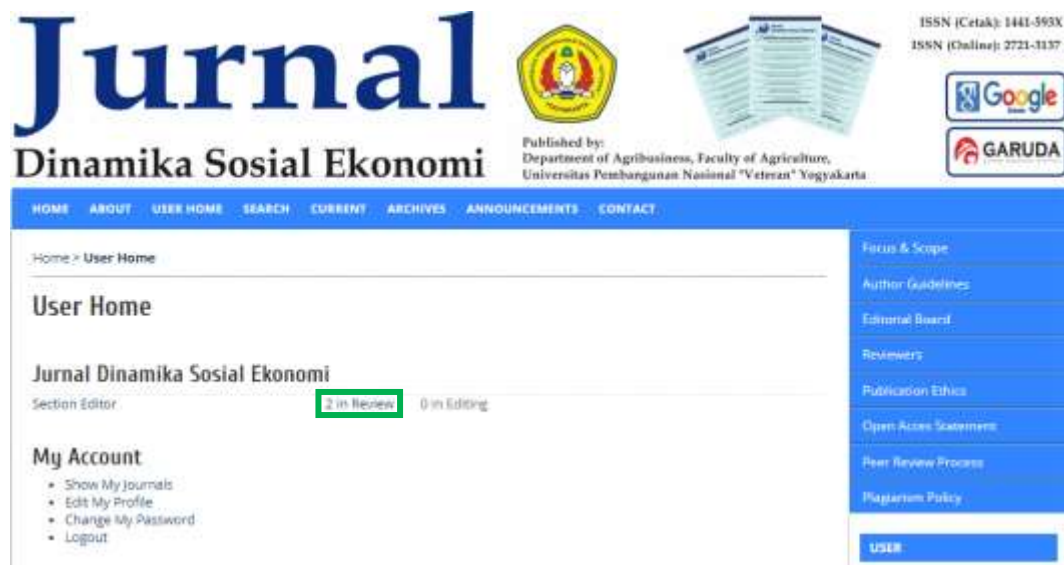 Jurnal
Dinamika Sosial Ekonomi
Published by:
Department of Agribusiness, Faculty of Agriculture,
Universitas Pembangunan Nasional "Veteran" Yogyakarta
ISSN (Cetak): 1441-593X
ISSN (Online): 2721-3137
Google
GARUDA
HOME ABOUT USER HOME SEARCH CURRENT ARCHIVES ANNOUNCEMENTS CONTACT
Home > User Home
User Home
Jurnal Dinamika Sosial Ekonomi
Section Editor 2 in Review 0 in Editing
My Account
Show My Journals
Edit My Profile
Change My Password
Logout
Focus & Scope
Author Guidelines
Editorial Board
Reviewers
Publication Ethics
Open Acces Statement
Peer Review Process
Plagiarism Policy
USER